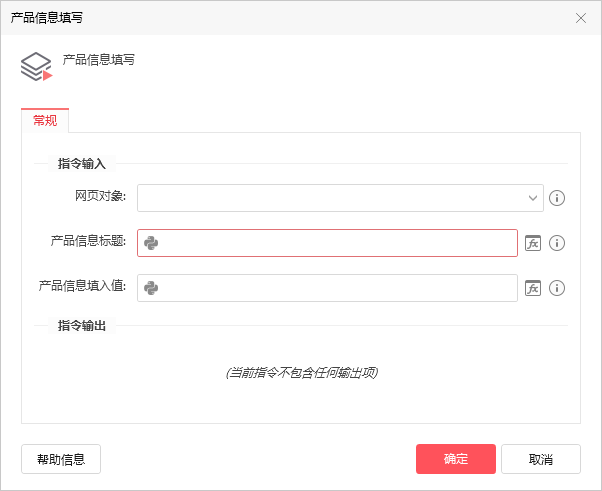 产品信息填写
产品信息填写
常规
指令输入
网页对象:
产品信息标题:
fx
产品信息填入值:
fx
指令输出
(当前指令不包含任何输出项)
帮助信息
确定
取消